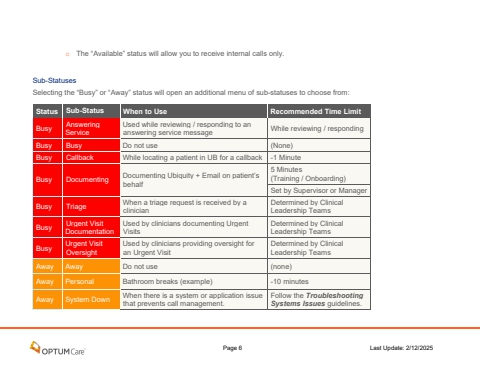 ○ The "Available" status will allow you to receive internal calls only.
Sub-Statuses
Selecting the "Busy" or "Away" status will open an additional menu of sub-statuses to choose from:
Status Sub-Status When to Use Recommended Time Limit
Busy Answering Service Used while reviewing / responding to an answering service message While reviewing / responding
Busy Busy Do not use (None)
Busy Callback While locating a patient in UB for a callback -1 Minute
Busy Documenting Documenting Ubiquity + Email on patient's behalf 5 Minutes (Training / Onboarding)
Set by Supervisor or Manager
Busy Triage When a triage request is received by a clinician Determined by Clinical Leadership Teams
Busy Urgent Visit Documentation Used by clinicians documenting Urgent Visits Determined by Clinical Leadership Teams
Busy Urgent Visit Oversight Used by clinicians providing oversight for an Urgent Visit Determined by Clinical Leadership Teams
Away Away Do not use (none)
Away Personal Bathroom breaks (example) -10 minutes
Away System Down When there is a system or application issue that prevents call management. Follow the Troubleshooting Systems Issues guidelines.
OPTUMCare Page 6 Last Update: 2/12/2025